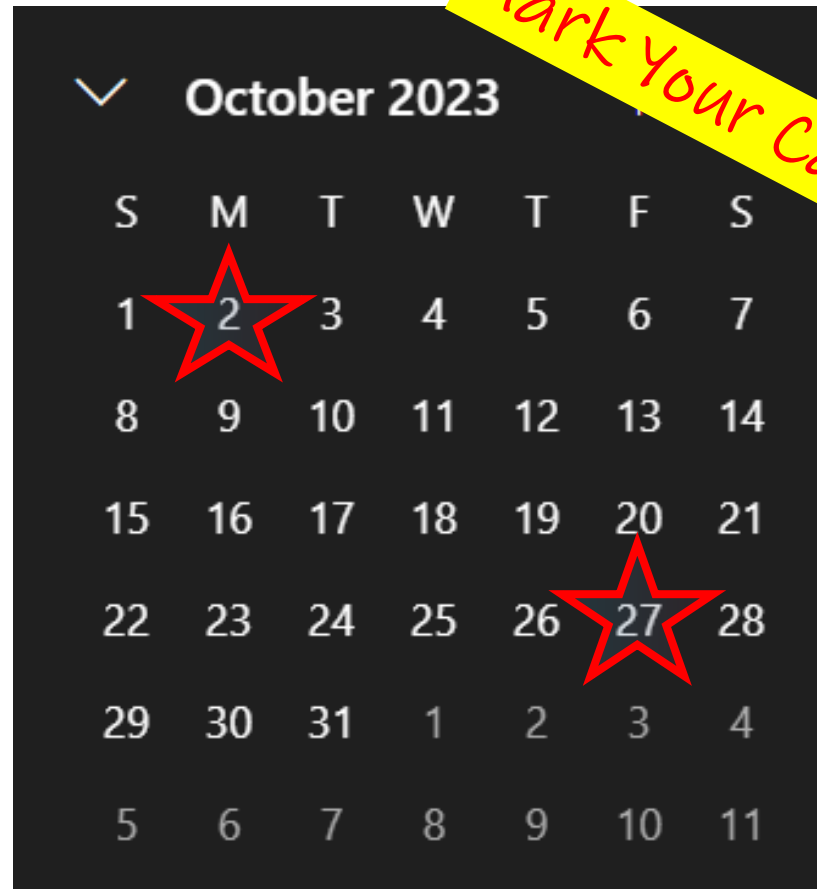 Mark Your
October 2023
S M T W T F S
1 2 3 4 5 6 7
8 9 10 11 12 13 14
15 16 17 18 19 20 21
22 23 24 25 26 27 28
29 30 31 1 2 3 4
5 6 7 8 9 10 11